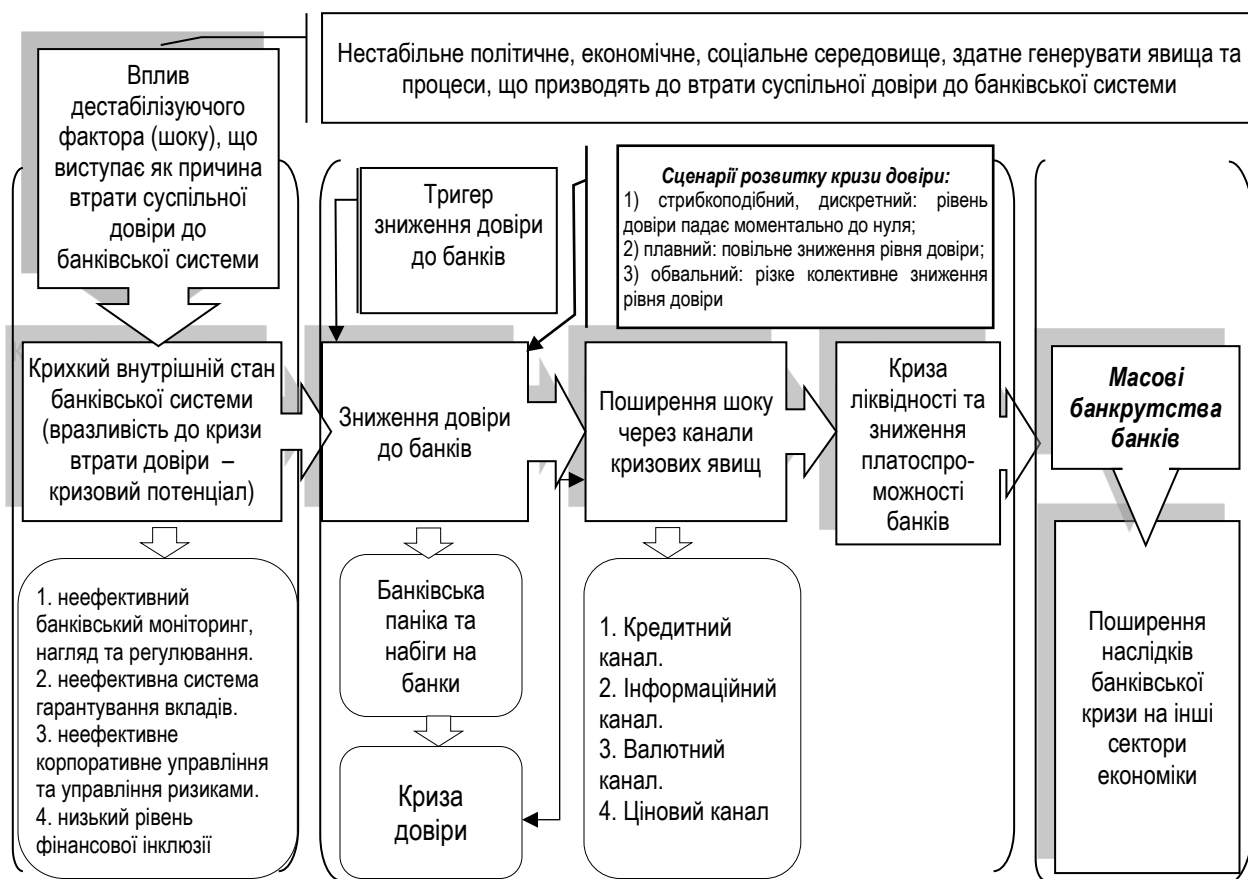 Нестабільне політичне, економічне, соціальне середовище, здатне генерувати явища та
процеси, що призводять до втрати суспільної довіри до банківської системи
Вплив
дестабілізуючого
фактора (шоку), що
виступає як причина
втрати суспільної
довіри до
банківської системи
Тригер
зниження довіри
до банків
Сценарії розвитку кризи довіри:
1) стрибкоподібний, дискретний: рівень
довіри падає моментально до нуля;
2) плавний: повільне зниження рівня довіри;
3) обвальний: різке колективне зниження
рівня довіри
Крихкий внутрішній стан
банківської системи
(вразливість до кризи
втрати довіри –
кризовий потенціал)
Зниження довіри
до банків
Поширення шоку
через канали
кризових явищ
Криза
ліквідності та
зниження
платоспро-
можності
банків
Масові
банкрутства
банків
1. неефективний
банківський моніторинг,
нагляд та регулювання.
2. неефективна система
гарантування вкладів.
3. неефективне
корпоративне управління
та управління ризиками.
4. низький рівень
фінансової інклюзії
Банківська
паніка та
набіги на
банки
Криза
довіри
1. Кредитний
канал.
2. Інформаційний
канал.
3. Валютний
канал.
4. Ціновий канал
Поширення
наслідків
банківської
кризи на інші
сектори
економіки